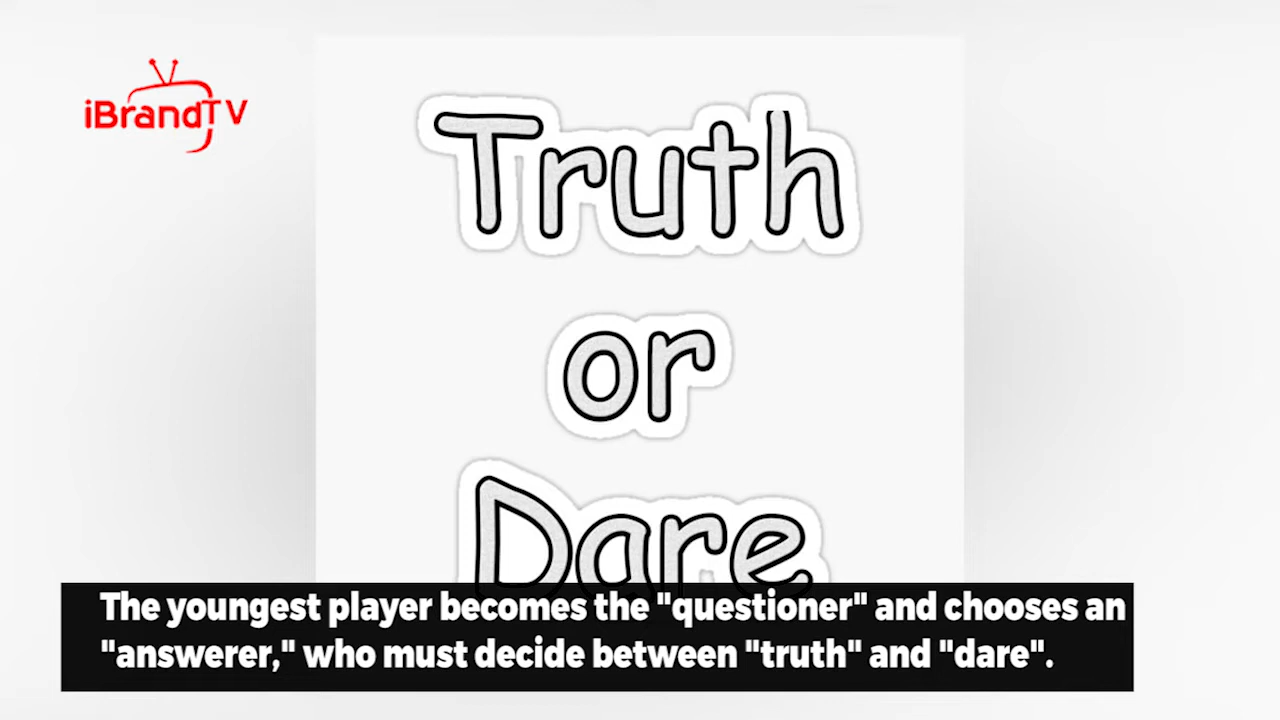 iBrandTV
Truth
or
Dare
The youngest player becomes the "questioner" and chooses an
"answerer," who must decide between "truth" and "dare".